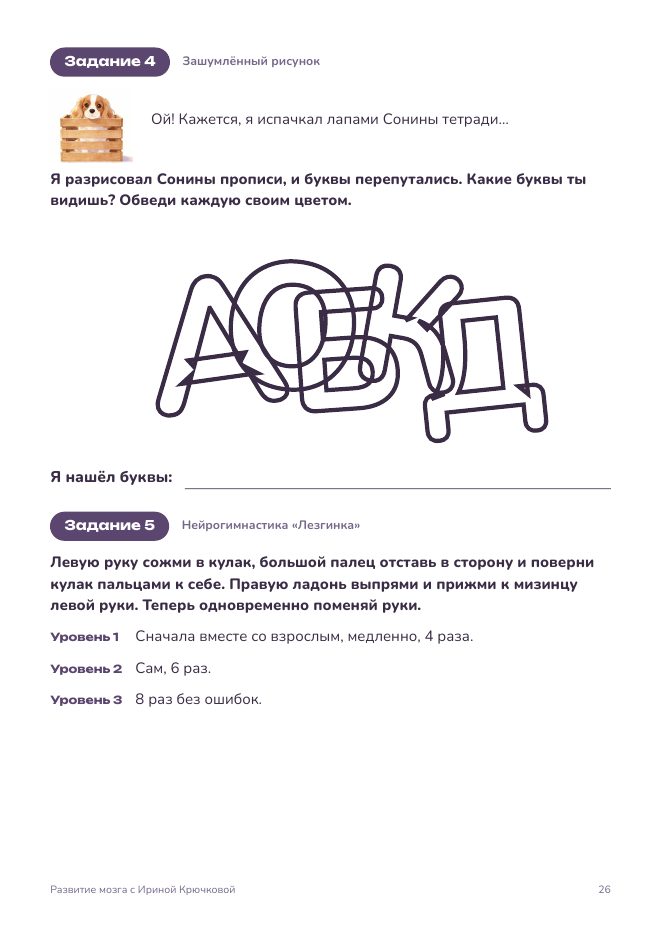 Задание 4 Зашумлённый рисунок
Ой! Кажется, я испачкал лапами Сонины тетради...
Я разрисовал Сонины прописи, и буквы перепутались. Какие буквы ты
видишь? Обведи каждую своим цветом.
АОБКД
Я нашёл буквы:
Задание 5 Нейрогимнастика «Лезгинка»
Левую руку сожми в кулак, большой палец отставь в сторону и поверни
кулак пальцами к себе. Правую ладонь выпрями и прижми к мизинцу
левой руки. Теперь одновременно поменяй руки.
Уровень 1 Сначала вместе со взрослым, медленно, 4 раза.
Уровень 2 Сам, 6 раз.
Уровень 3 8 раз без ошибок.
Развитие мозга с Ириной Крючковой 26